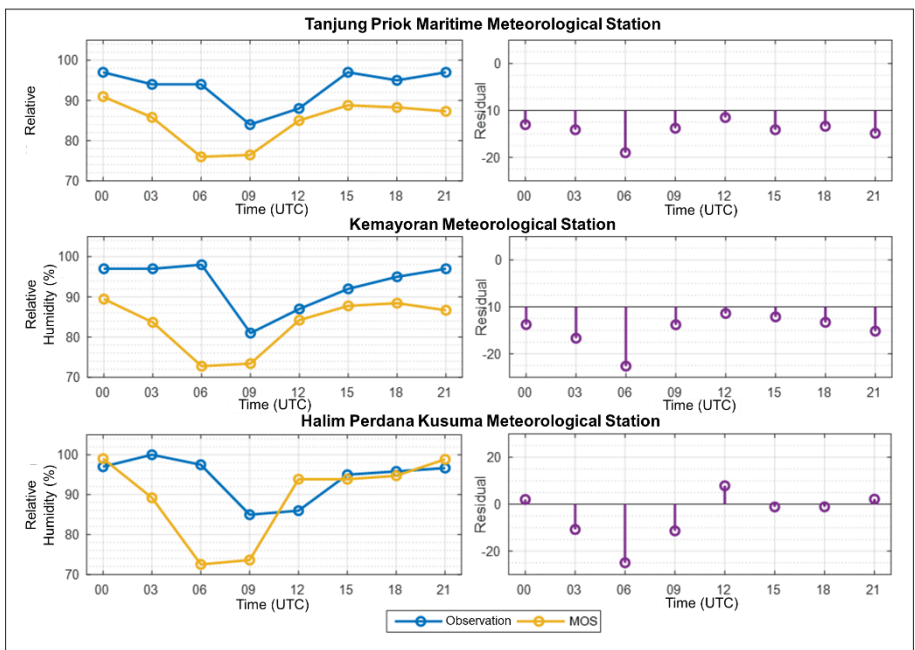 Tanjung Priok Maritime Meteorological Station
Relative
100
90
80
70
00 03 06 09 12 15 18 21
Time (UTC)
Residual
0
10
-20
00 03 06 09 12 15 18 21
Time (UTC)
Kemayoran Meteorological Station
Relative
Humidity (%)
100
90
80
70
00 03 06 09 12 15 18 21
Time (UTC)
Residual
0
10
-20
00 03 06 09 12 15 18 21
Time (UTC)
Halim Perdana Kusuma Meteorological Station
Relative
Humidity (%)
100
90
80
70
00 03 06 09 12 15 18 21
Time (UTC)
Residual
20
0
-20
00 03 06 09 12 15 18 21
Time (UTC)
Observation MOS